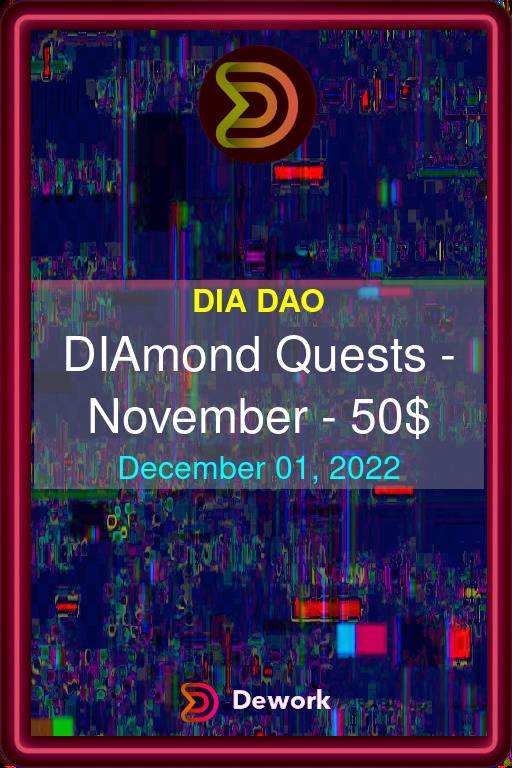 DIA DAO
DIAmond Quests -
November - 50$
December 01, 2022
Dework